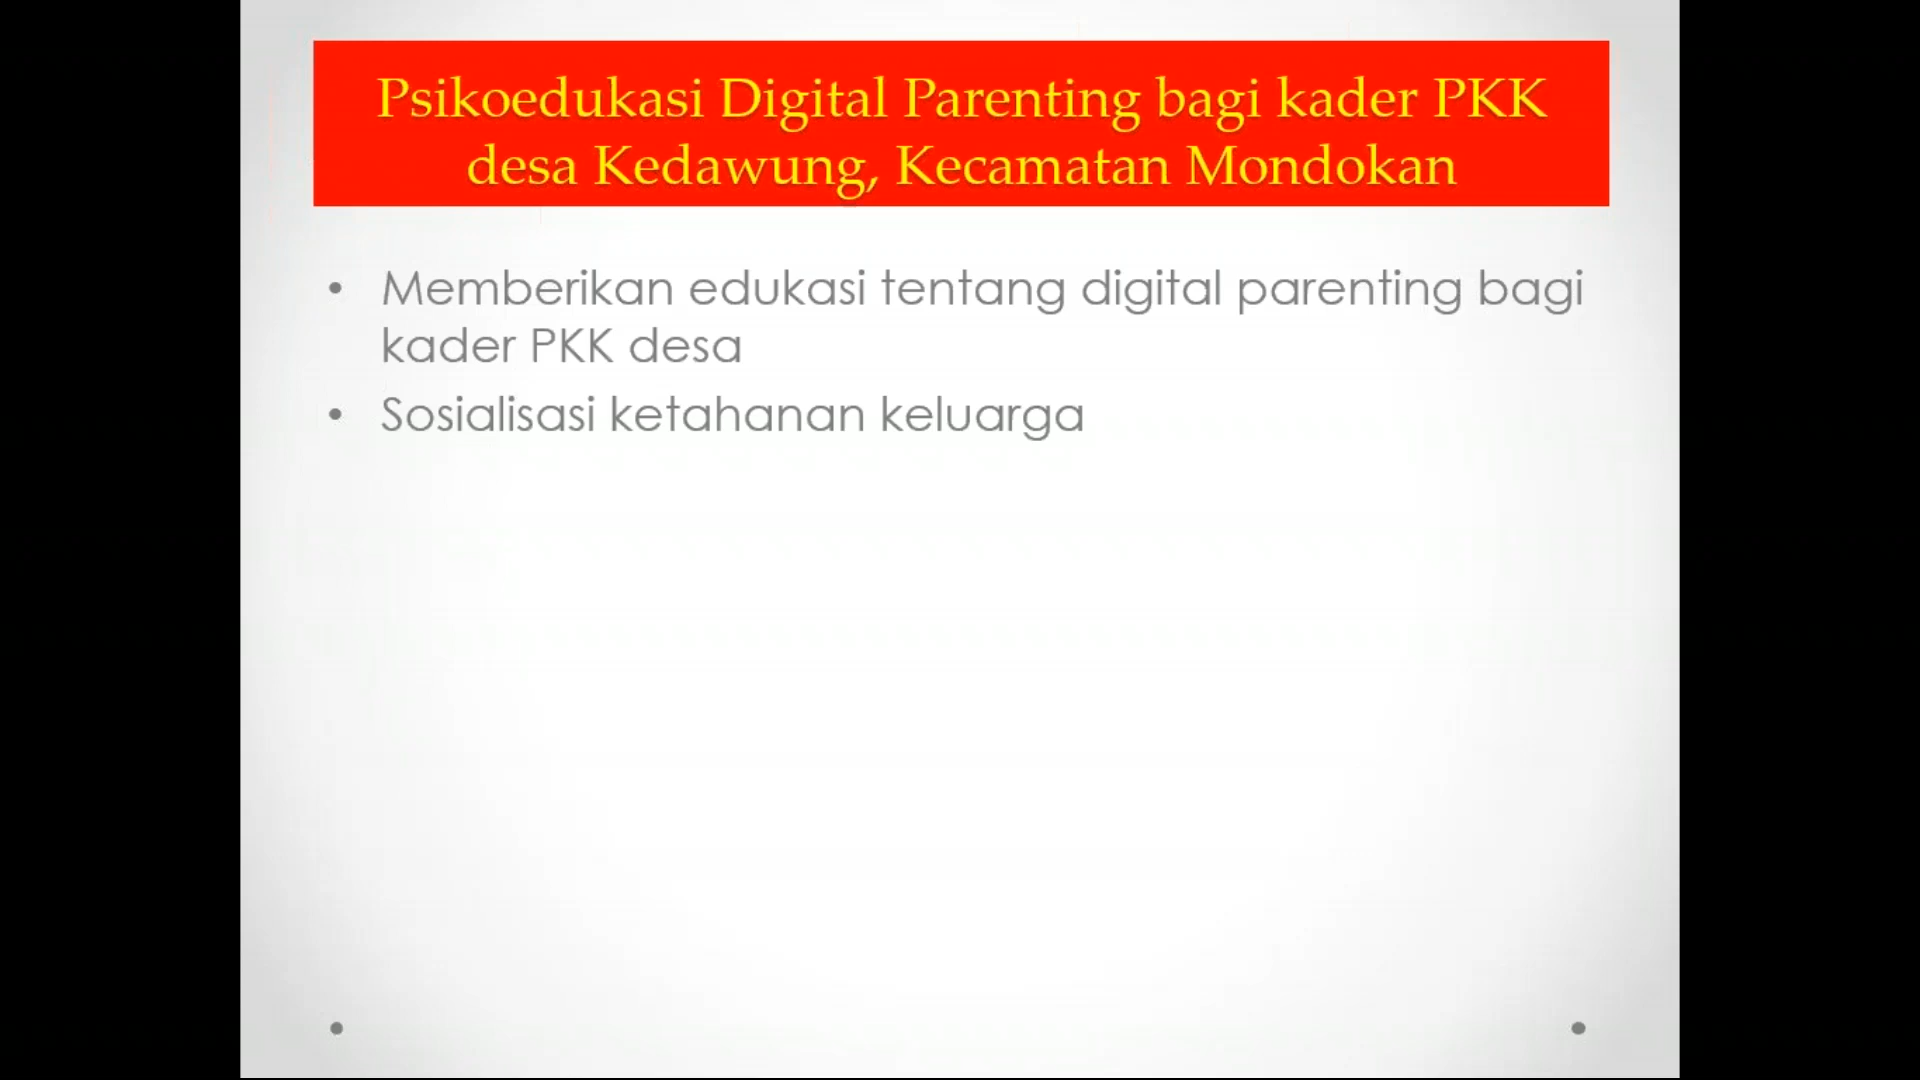 Psikoedukasi Digital Parenting bagi kader PKK
desa Kedawung, Kecamatan Mondokan
• Memberikan edukasi tentang digital parenting bagi
kader PKK desa
• Sosialisasi ketahanan keluarga